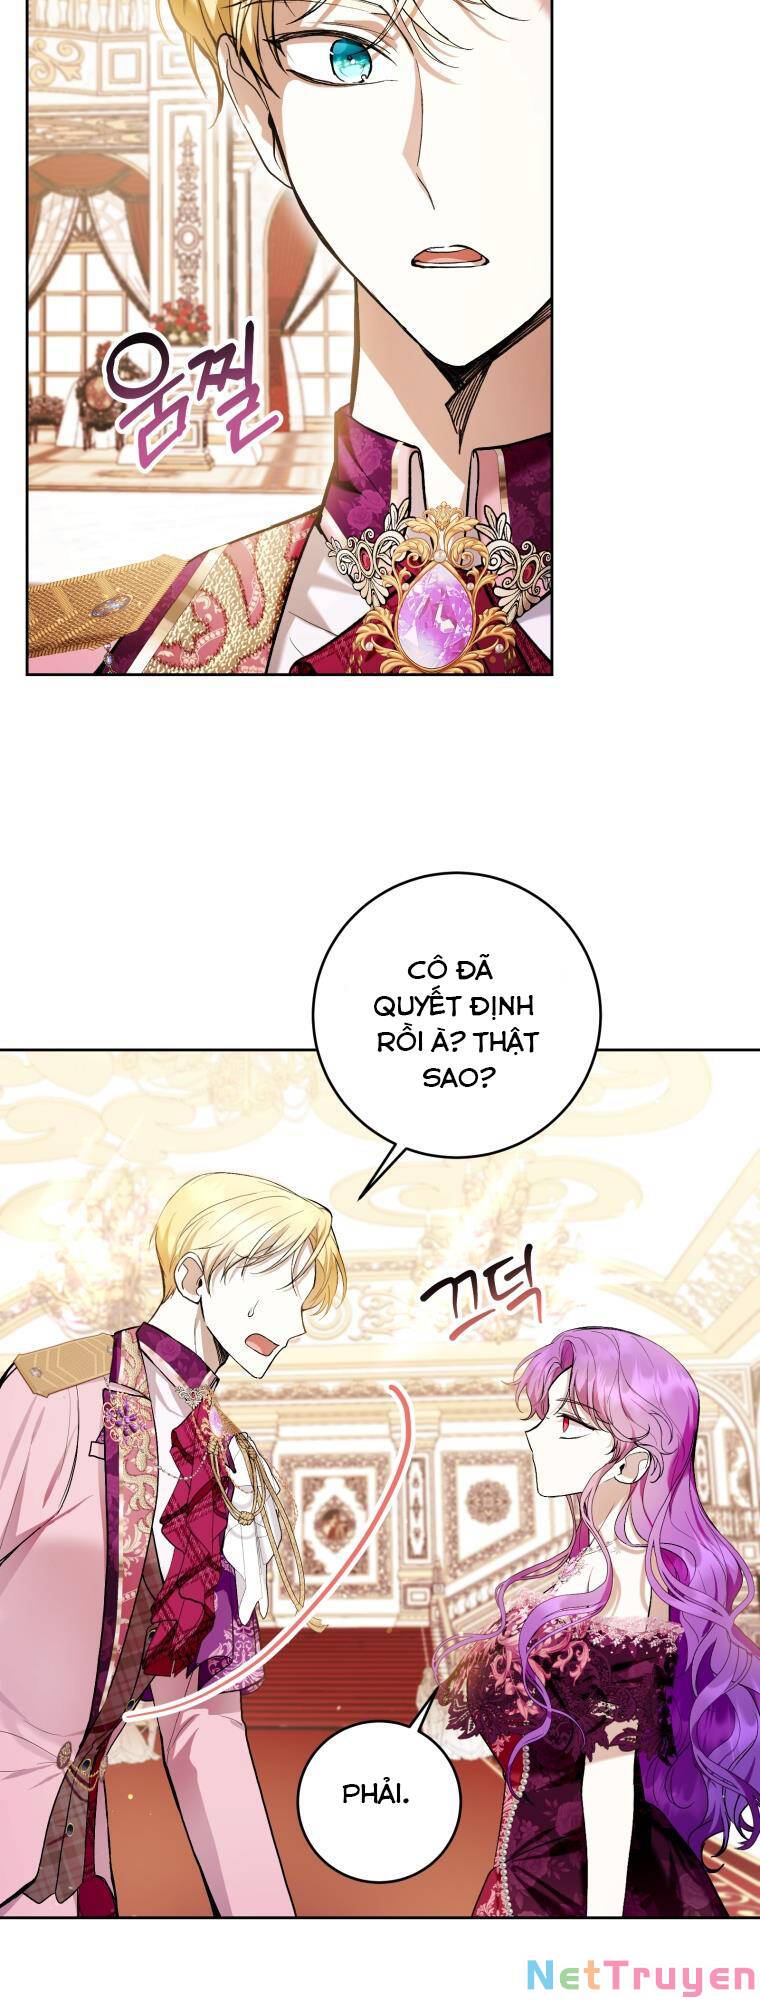 움찔
CÔ ĐÃ
QUYẾT ĐỊNH
RỒI À? THẬT
SAO?
끄덕
PHẢI.
NetTruyen